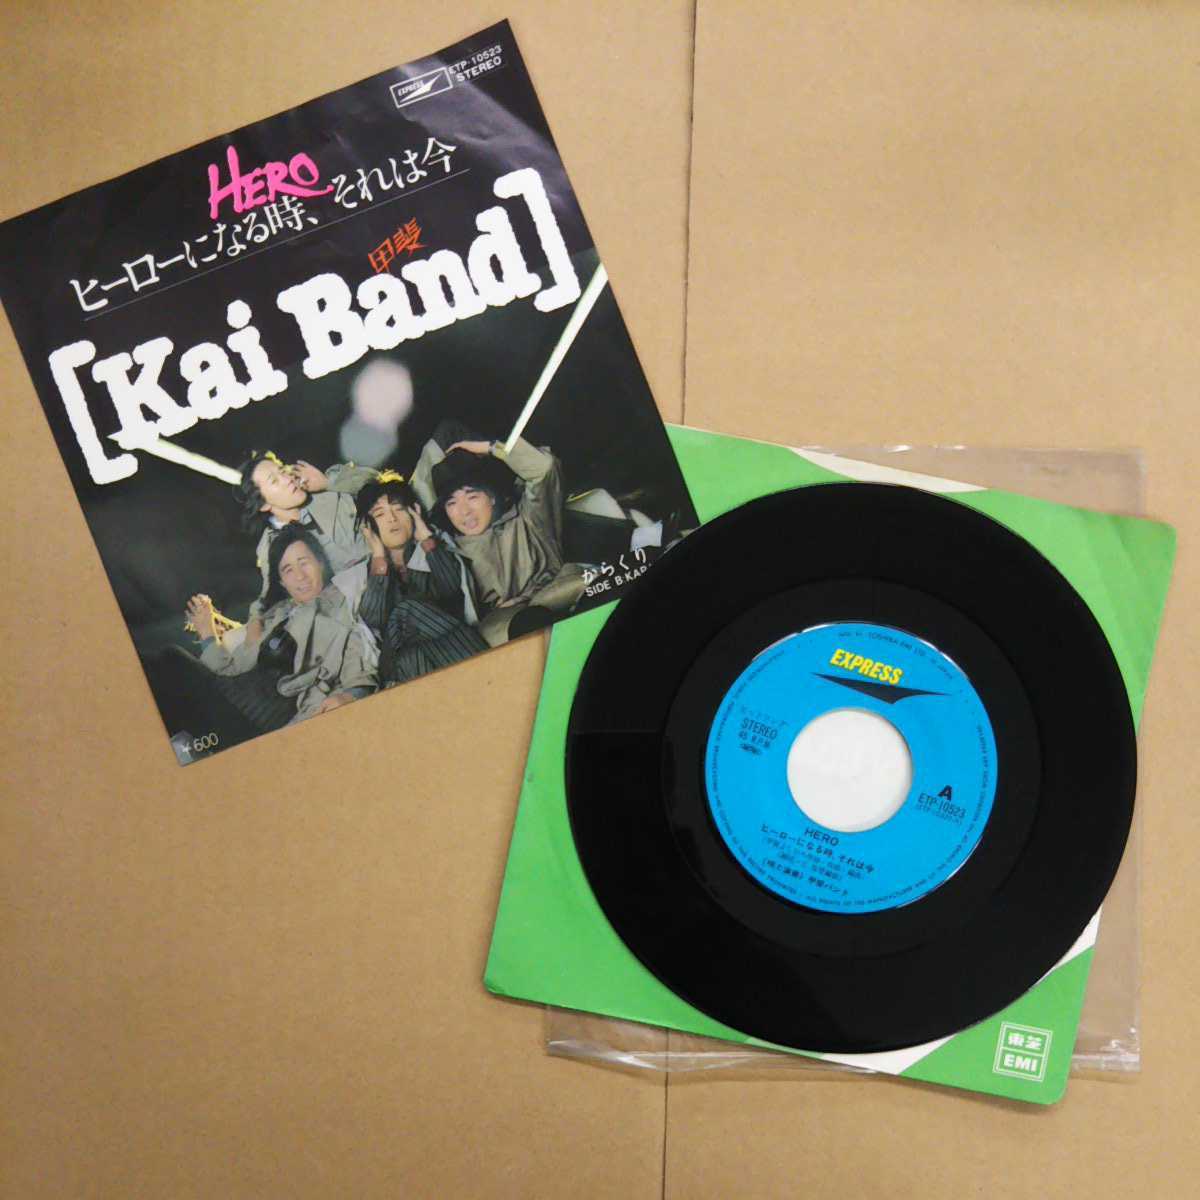 EXPRESS
ETP-10523
STEREO
HERO
ヒーローになる時、それは今
甲斐
[Kai Band]
からくり
SIDE B.KARA
¥600
EXPRESS
STEREO
45 R.P.M.
A
ETP-10523
HERO
ヒーローになる時、それは今
甲斐バンド
東芝
EMI